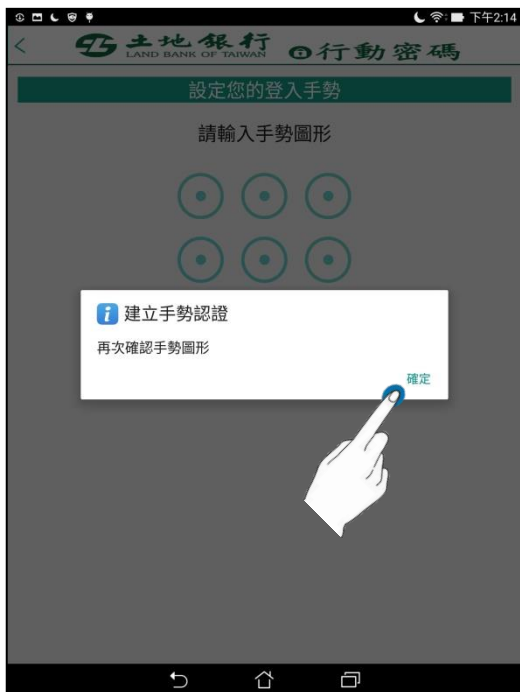 下午2:14
土地銀行 行動密碼
LAND BANK OF TAIWAN
設定您的登入手勢
請輸入手勢圖形
建立手勢認證
再次確認手勢圖形
確定